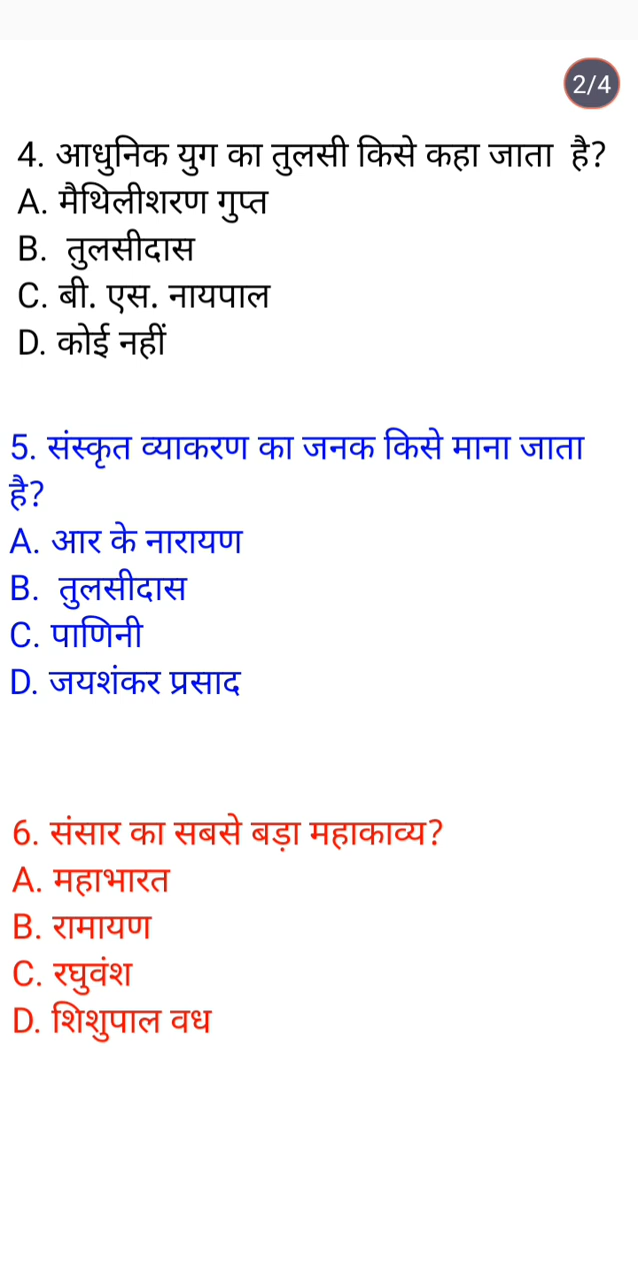 2/4
4. आधुनिक युग का तुलसी किसे कहा जाता है?
A. मैथिलीशरण गुप्त
B. तुलसीदास
C. बी. एस. नायपाल
D. कोई नहीं
5. संस्कृत व्याकरण का जनक किसे माना जाता
है?
A. आर के नारायण
B. तुलसीदास
C. पाणिनी
D. जयशंकर प्रसाद
6. संसार का सबसे बड़ा महाकाव्य?
A. महाभारत
B. रामायण
C. रघुवंश
D. शिशुपाल वध